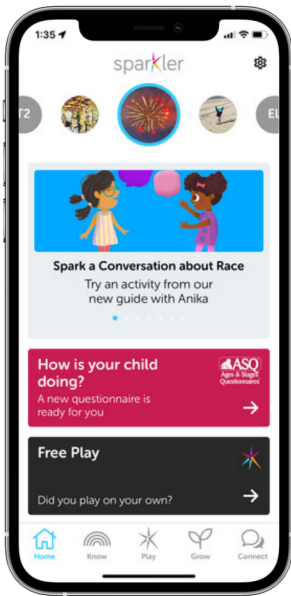 1:35
sparkler
T2
EL
Spark a Conversation about Race
Try an activity from our
new guide with Anika
How is your child
doing?
ASQ
Ages & Stages
Questionnaires
A new questionnaire is
ready for you
Free Play
Did you play on your own?
Home Know Play Grow Connect